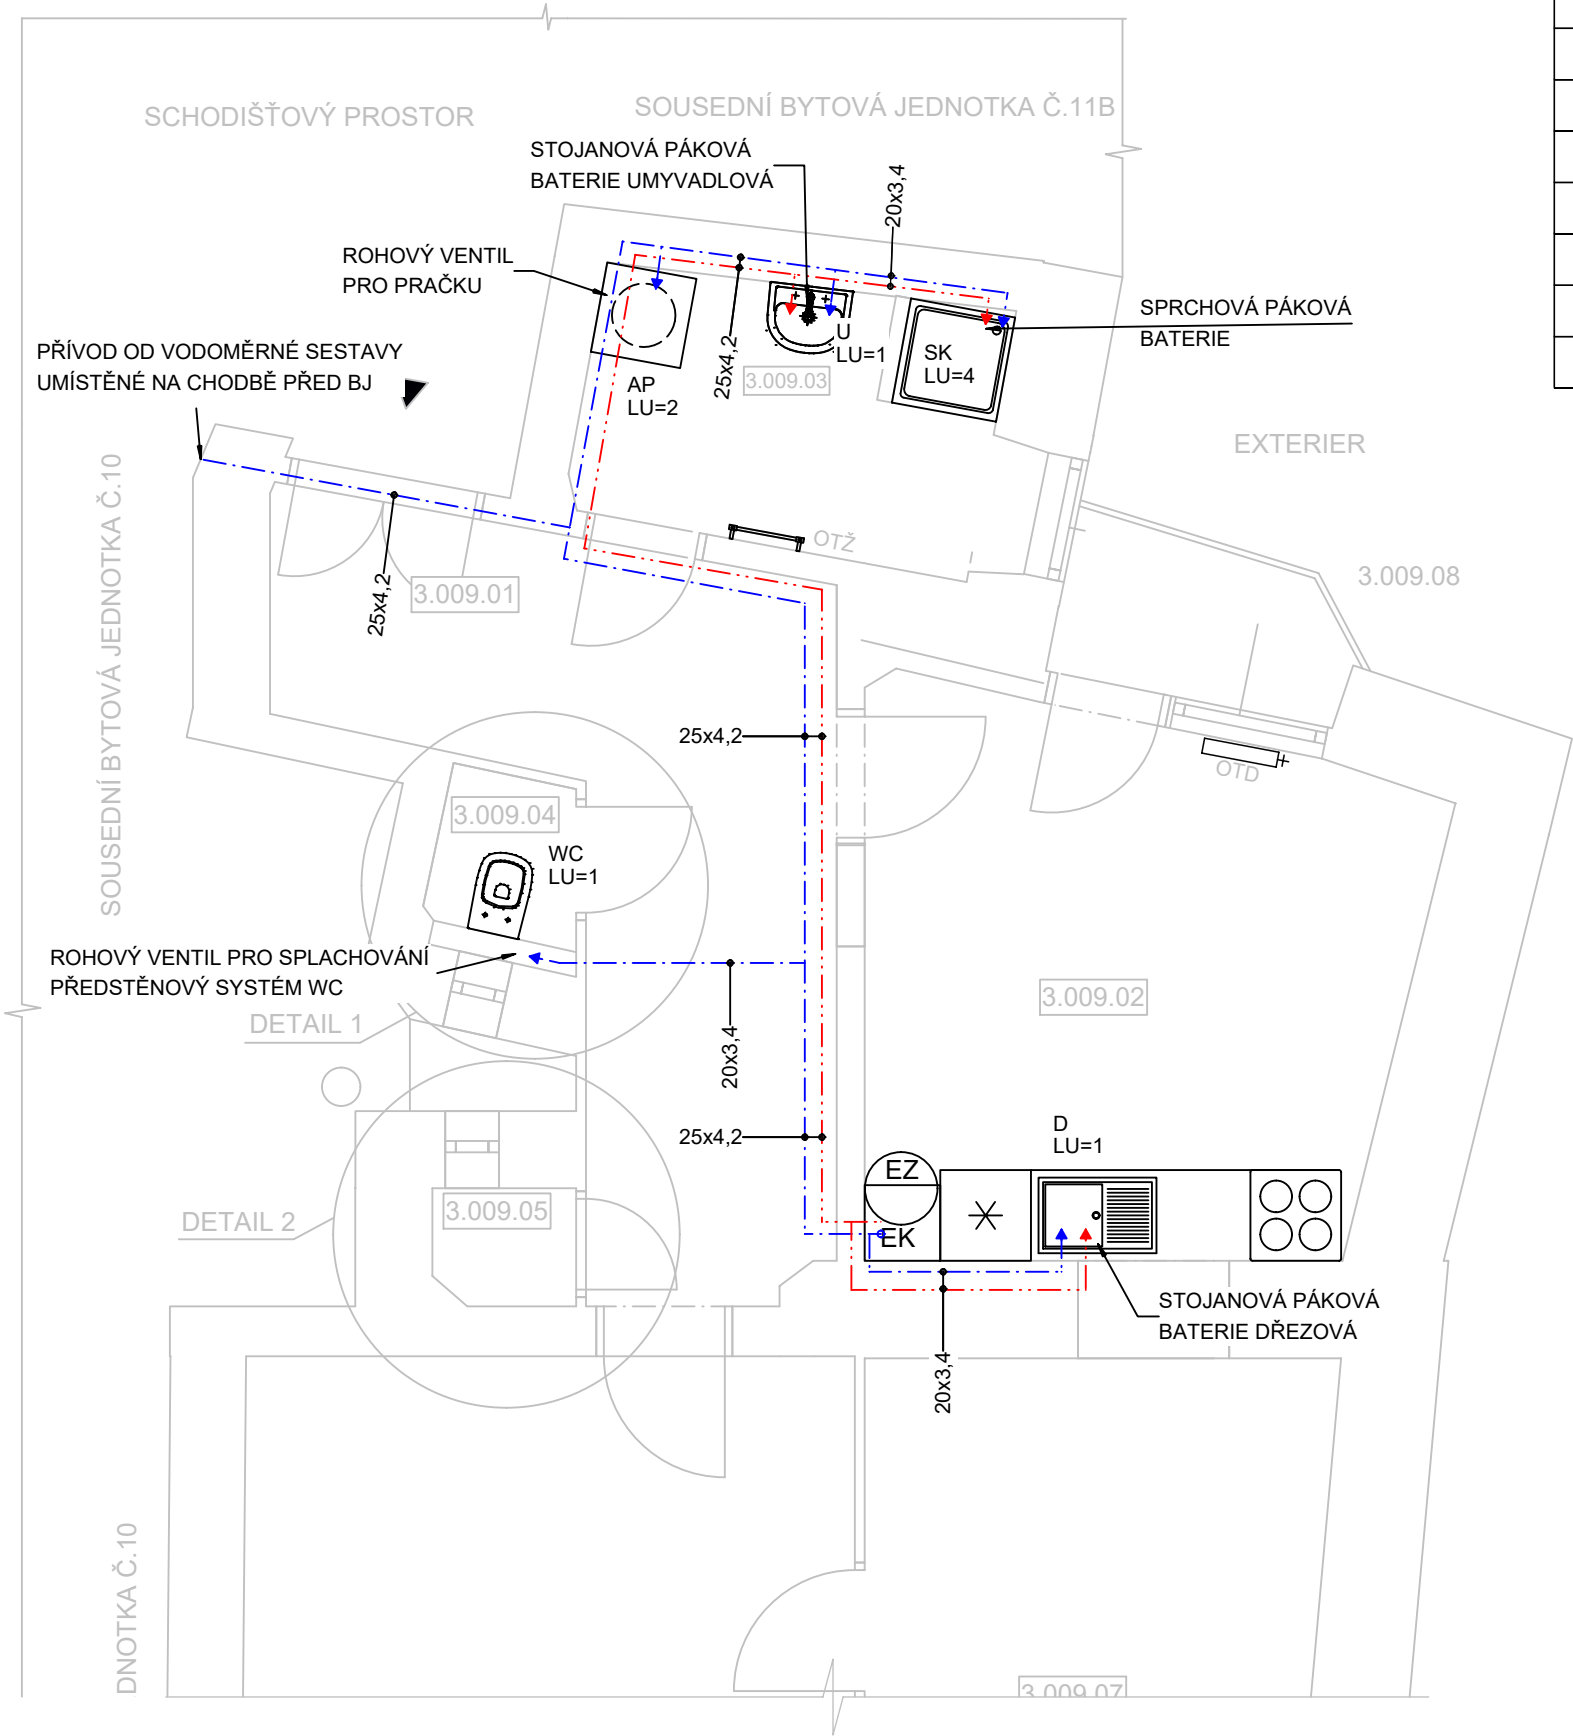 SCHODIŠŤOVÝ PROSTOR
SOUSEDNÍ BYTOVÁ JEDNOTKA Č.11B
STOJANOVÁ PÁKOVÁ
BATERIE UMYVADLOVÁ
20x3,4
ROHOVÝ VENTIL
PRO PRAČKU
SPRCHOVÁ PÁKOVÁ
BATERIE
PŘÍVOD OD VODOMĚRNÉ SESTAVY
UMÍSTĚNÉ NA CHODBĚ PŘED BJ
25x4,2
U
LU=1
SK
LU=4
AP
LU=2
3.009.03
EXTERIER
SOUSEDNÍ BYTOVÁ JEDNOTKA Č.10
OTŽ
25x4,2
3.009.01
3.009.08
25x4,2
OTD
3.009.04
WC
LU=1
ROHOVÝ VENTIL PRO SPLACHOVÁNÍ
PŘEDSTĚNOVÝ SYSTÉM WC
3.009.02
DETAIL 1
20x3,4
25x4,2
D
LU=1
EZ
3.009.05
DETAIL 2
EK
STOJANOVÁ PÁKOVÁ
BATERIE DŘEZOVÁ
20x3,4
DNOTKA Č.10
3.009.07